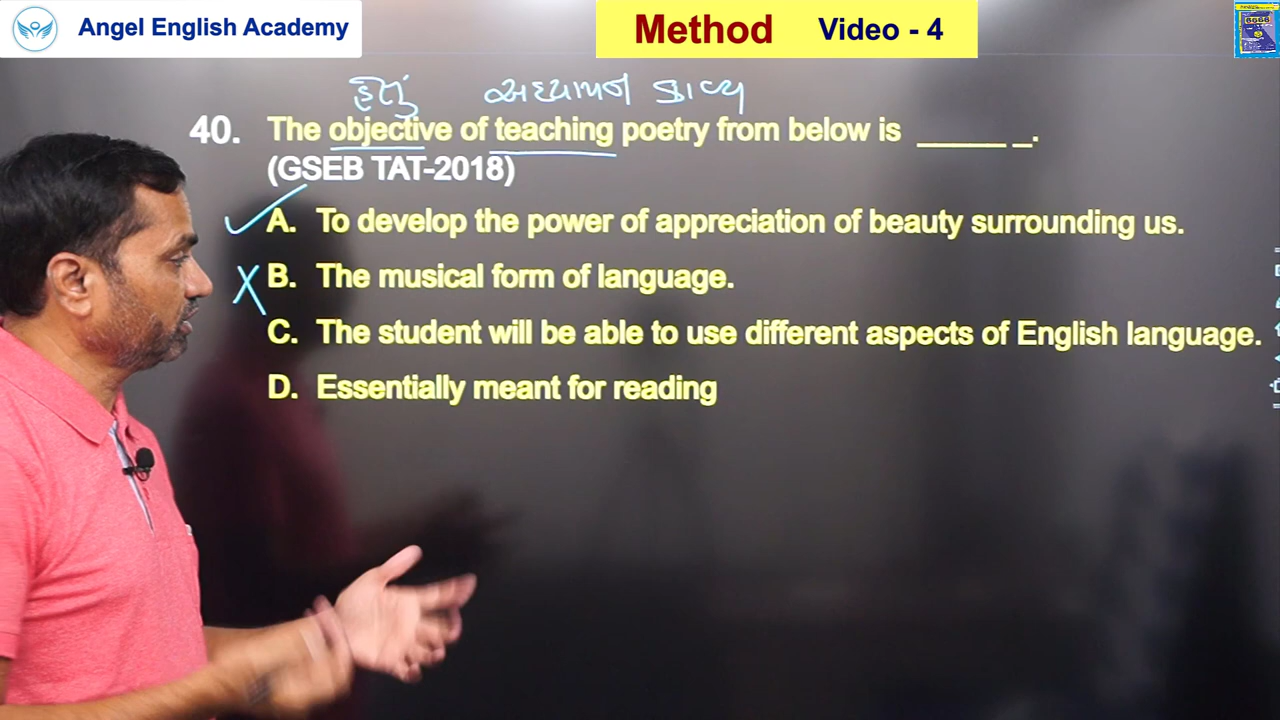 Angel English Academy
Method Video - 4
હેતુ અધ્યાપન કાવ્ય
40. The objective of teaching poetry from below is ______ _.
(GSEB TAT-2018)
A. To develop the power of appreciation of beauty surrounding us.
B. The musical form of language.
C. The student will be able to use different aspects of English language.
D. Essentially meant for reading